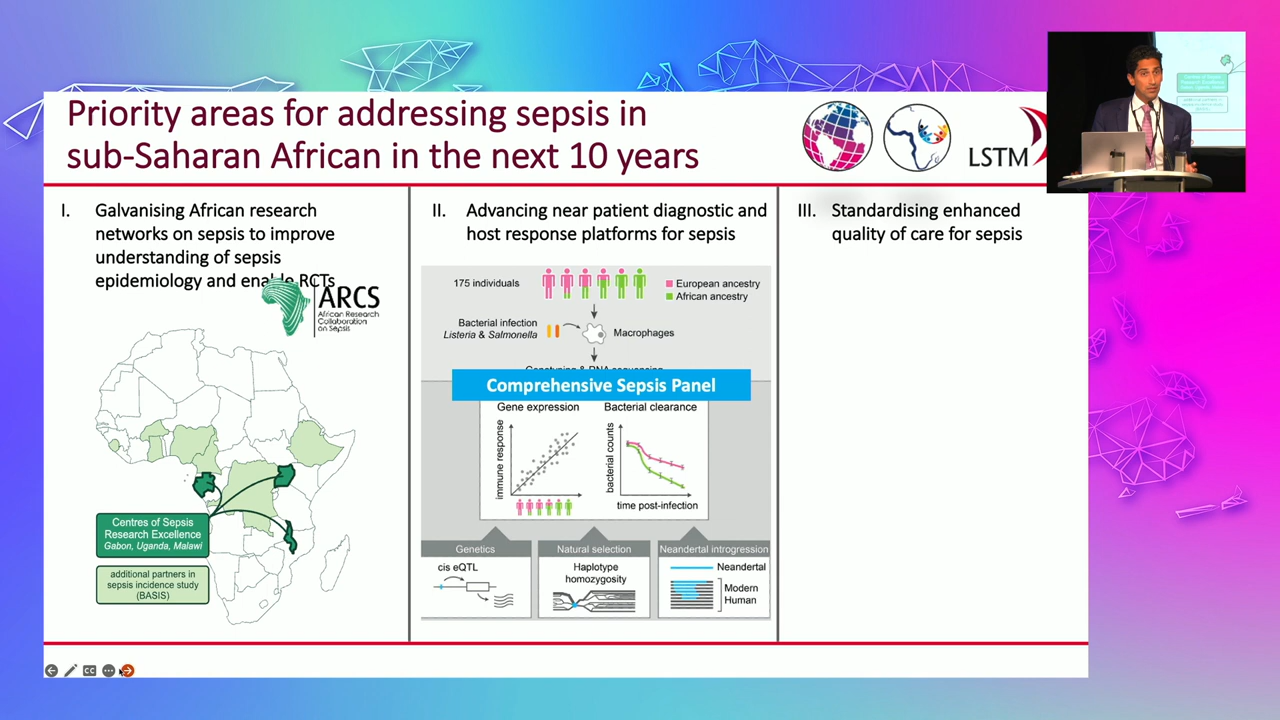 Priority areas for addressing sepsis in
sub-Saharan African in the next 10 years
LSTM
I. Galvanising African research
networks on sepsis to improve
understanding of sepsis
epidemiology and enable RCTs
ARCS
African Research
Collaboration
on Sepsis
Centres of Sepsis
Research Excellence
Gabon, Uganda, Malawi
additional partners in
sepsis incidence study
(BASIS)
II. Advancing near patient diagnostic and
host response platforms for sepsis
175 individuals
European ancestry
African ancestry
Bacterial infection
Listeria & Salmonella
Macrophages
Genotyping & RNA sequencing
Comprehensive Sepsis Panel
Gene expression
Bacterial clearance
immune response
bacterial counts
time post-infection
Genetics
Natural selection
Neandertal introgression
cis eQTL
Haplotype
homozygosity
Neandertal
Modern
Human
III. Standardising enhanced
quality of care for sepsis
CC